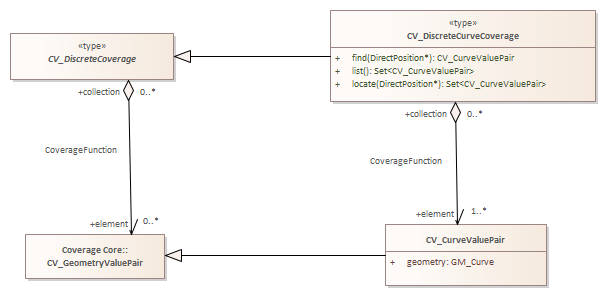 «type»
CV_DiscreteCoverage
«type»
CV_DiscreteCurveCoverage
+ find(DirectPosition*): CV_CurveValuePair
+ list(): Set<CV_CurveValuePair>
+ locate(DirectPosition*): Set<CV_CurveValuePair>
+collection 0..*
+collection 0..*
CoverageFunction
CoverageFunction
+element 0..*
+element 1..*
Coverage Core::
CV_GeometryValuePair
CV_CurveValuePair
+ geometry: GM_Curve